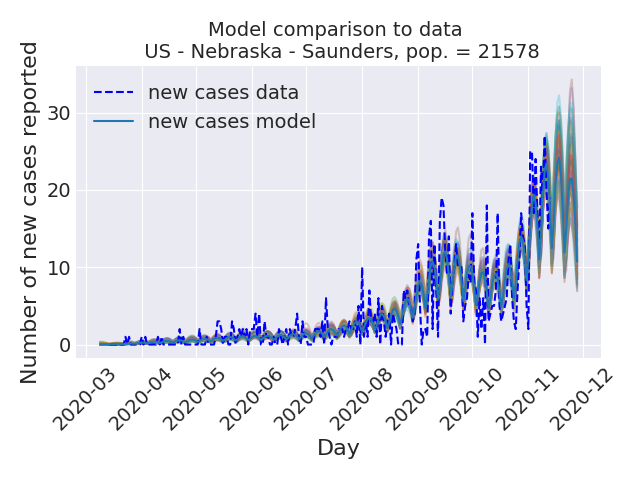 Model comparison to data
US - Nebraska - Saunders, pop. = 21578
Number of new cases reported
30
20
10
0
new cases data
new cases model
2020-03
2020-04
2020-05
2020-06
2020-07
2020-08
2020-09
2020-10
2020-11
2020-12
Day